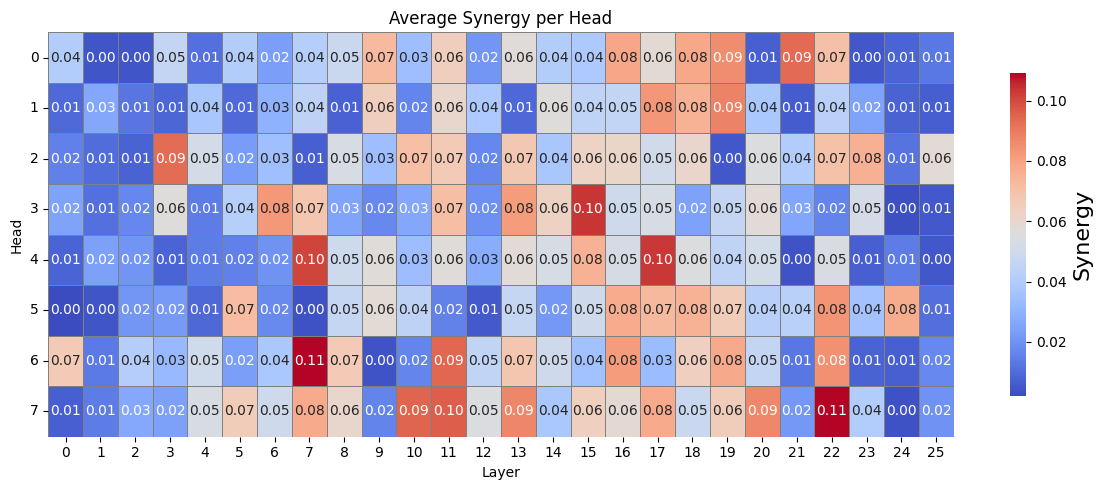 Average Synergy per Head
0 0.04 0.00 0.00 0.05 0.01 0.04 0.02 0.04 0.05 0.07 0.03 0.06 0.02 0.06 0.04 0.04 0.08 0.06 0.08 0.09 0.01 0.09 0.07 0.00 0.01 0.01
1 0.01 0.03 0.01 0.01 0.04 0.01 0.03 0.04 0.01 0.06 0.02 0.06 0.04 0.01 0.06 0.04 0.05 0.08 0.08 0.09 0.04 0.01 0.04 0.02 0.01 0.01
2 0.02 0.01 0.01 0.09 0.05 0.02 0.03 0.01 0.05 0.03 0.07 0.07 0.02 0.07 0.04 0.06 0.06 0.05 0.06 0.00 0.06 0.04 0.07 0.08 0.01 0.06
3 0.02 0.01 0.02 0.06 0.01 0.04 0.08 0.07 0.03 0.02 0.03 0.07 0.02 0.08 0.06 0.10 0.05 0.05 0.02 0.05 0.06 0.03 0.02 0.05 0.00 0.01
4 0.01 0.02 0.02 0.01 0.01 0.02 0.02 0.10 0.05 0.06 0.03 0.06 0.03 0.06 0.05 0.08 0.05 0.10 0.06 0.04 0.05 0.00 0.05 0.01 0.01 0.00
5 0.00 0.00 0.02 0.02 0.01 0.07 0.02 0.00 0.05 0.06 0.04 0.02 0.01 0.05 0.02 0.05 0.08 0.07 0.08 0.07 0.04 0.04 0.08 0.04 0.08 0.01
6 0.07 0.01 0.04 0.03 0.05 0.02 0.04 0.11 0.07 0.00 0.02 0.09 0.05 0.07 0.05 0.04 0.08 0.03 0.06 0.08 0.05 0.01 0.08 0.01 0.01 0.02
7 0.01 0.01 0.03 0.02 0.05 0.07 0.05 0.08 0.06 0.02 0.09 0.10 0.05 0.09 0.04 0.06 0.06 0.08 0.05 0.06 0.09 0.02 0.11 0.04 0.00 0.02
0 1 2 3 4 5 6 7 8 9 10 11 12 13 14 15 16 17 18 19 20 21 22 23 24 25
Layer
Head
0.10
0.08
0.06
0.04
0.02
Synergy